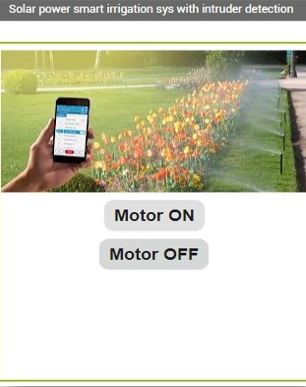 Solar power smart irrigation sys with intruder detection
Motor ON
Motor OFF